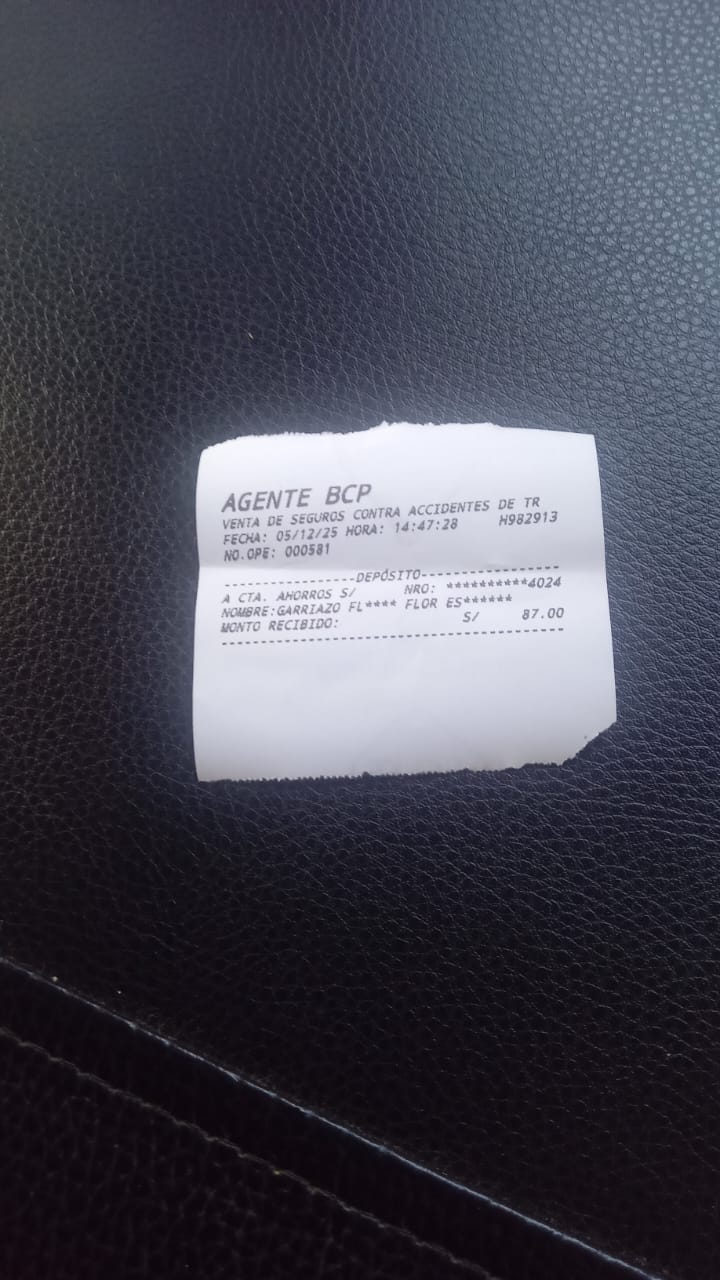 AGENTE BCP
VENTA DE SEGUROS CONTRA ACCIDENTES DE TR
FECHA: 05/12/25 HORA: 14:47:28 H982913
NO.OPE: 000581
-----------------DEPÓSITO-----------------
A CTA. AHORROS S/ NRO: **********4024
NOMBRE:GARRIAZO FL**** FLOR ES******
MONTO RECIBIDO: S/ 87.00
------------------------------------------